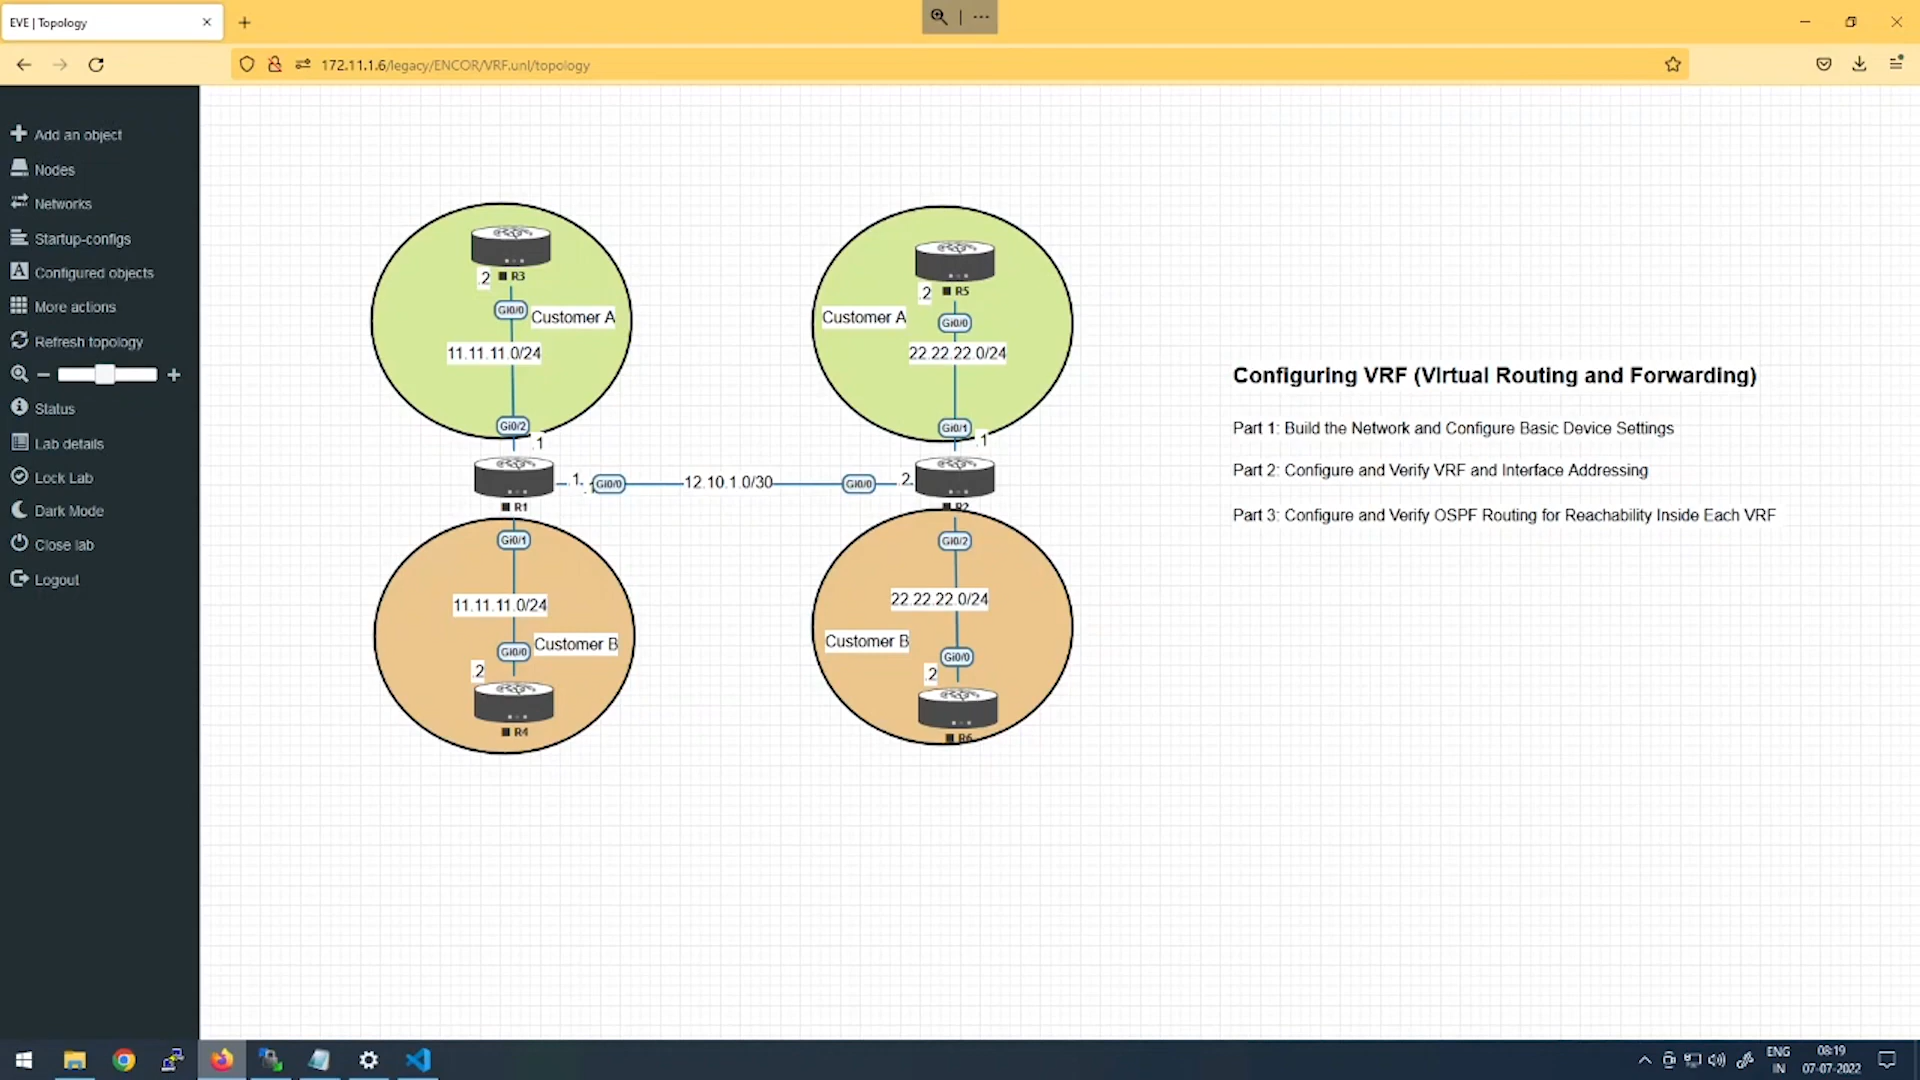 EVE | Topology
172.11.1.6/legacy/ENCOR/VRF.unl/topology
Add an object
Nodes
Networks
Startup-configs
Configured objects
More actions
Refresh topology
Status
Lab details
Lock Lab
Dark Mode
Close lab
Logout
.2 R3
Gi0/0
Customer A
11.11.11.0/24
Gi0/2
.1
.2 R5
Customer A
Gi0/0
22.22.22.0/24
Gi0/1
.1
R1
.1
.1
Gi0/0
12.10.1.0/30
Gi0/0
.2
R2
Gi0/1
11.11.11.0/24
Customer B
Gi0/0
.2
R4
Gi0/2
22.22.22.0/24
Customer B
Gi0/0
.2
R6
Configuring VRF (VIrtual Routing and Forwarding)
Part 1: Build the Network and Configure Basic Device Settings
Part 2: Configure and Verify VRF and Interface Addressing
Part 3: Configure and Verify OSPF Routing for Reachability Inside Each VRF
ENG
IN
08:19
07-07-2022